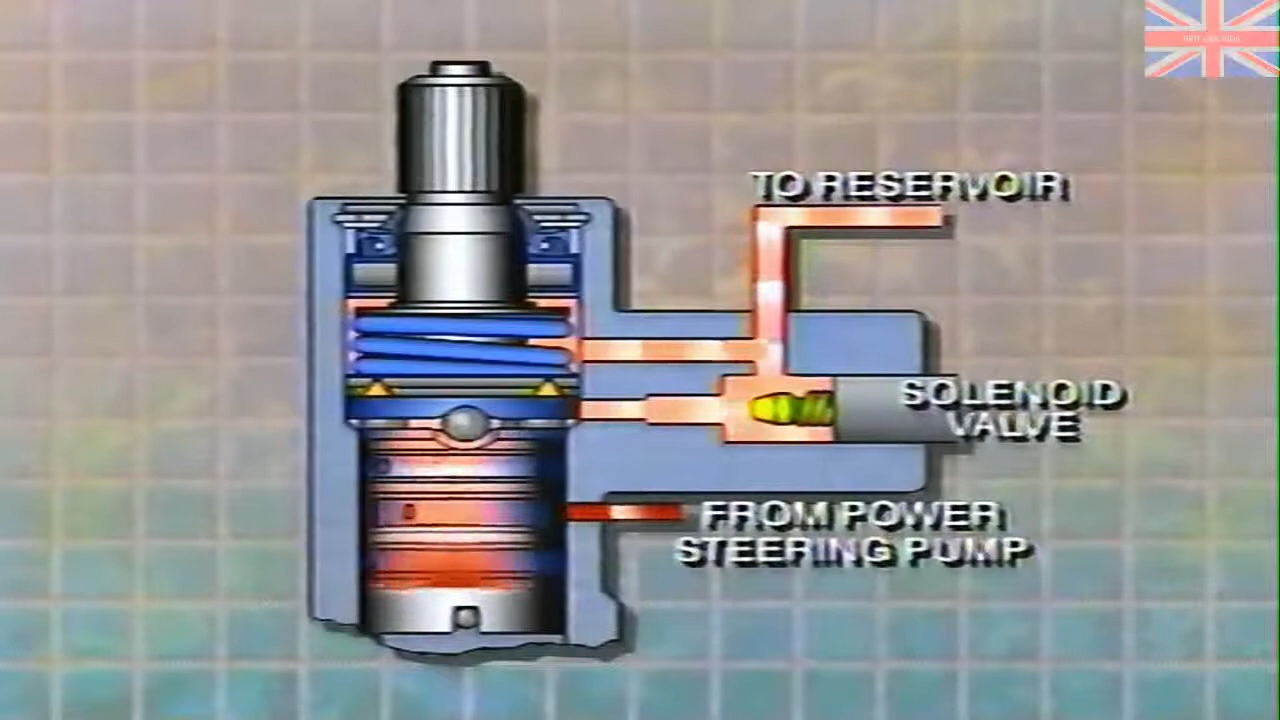 TO RESERVOIR
SOLENOID
VALVE
FROM POWER
STEERING PUMP